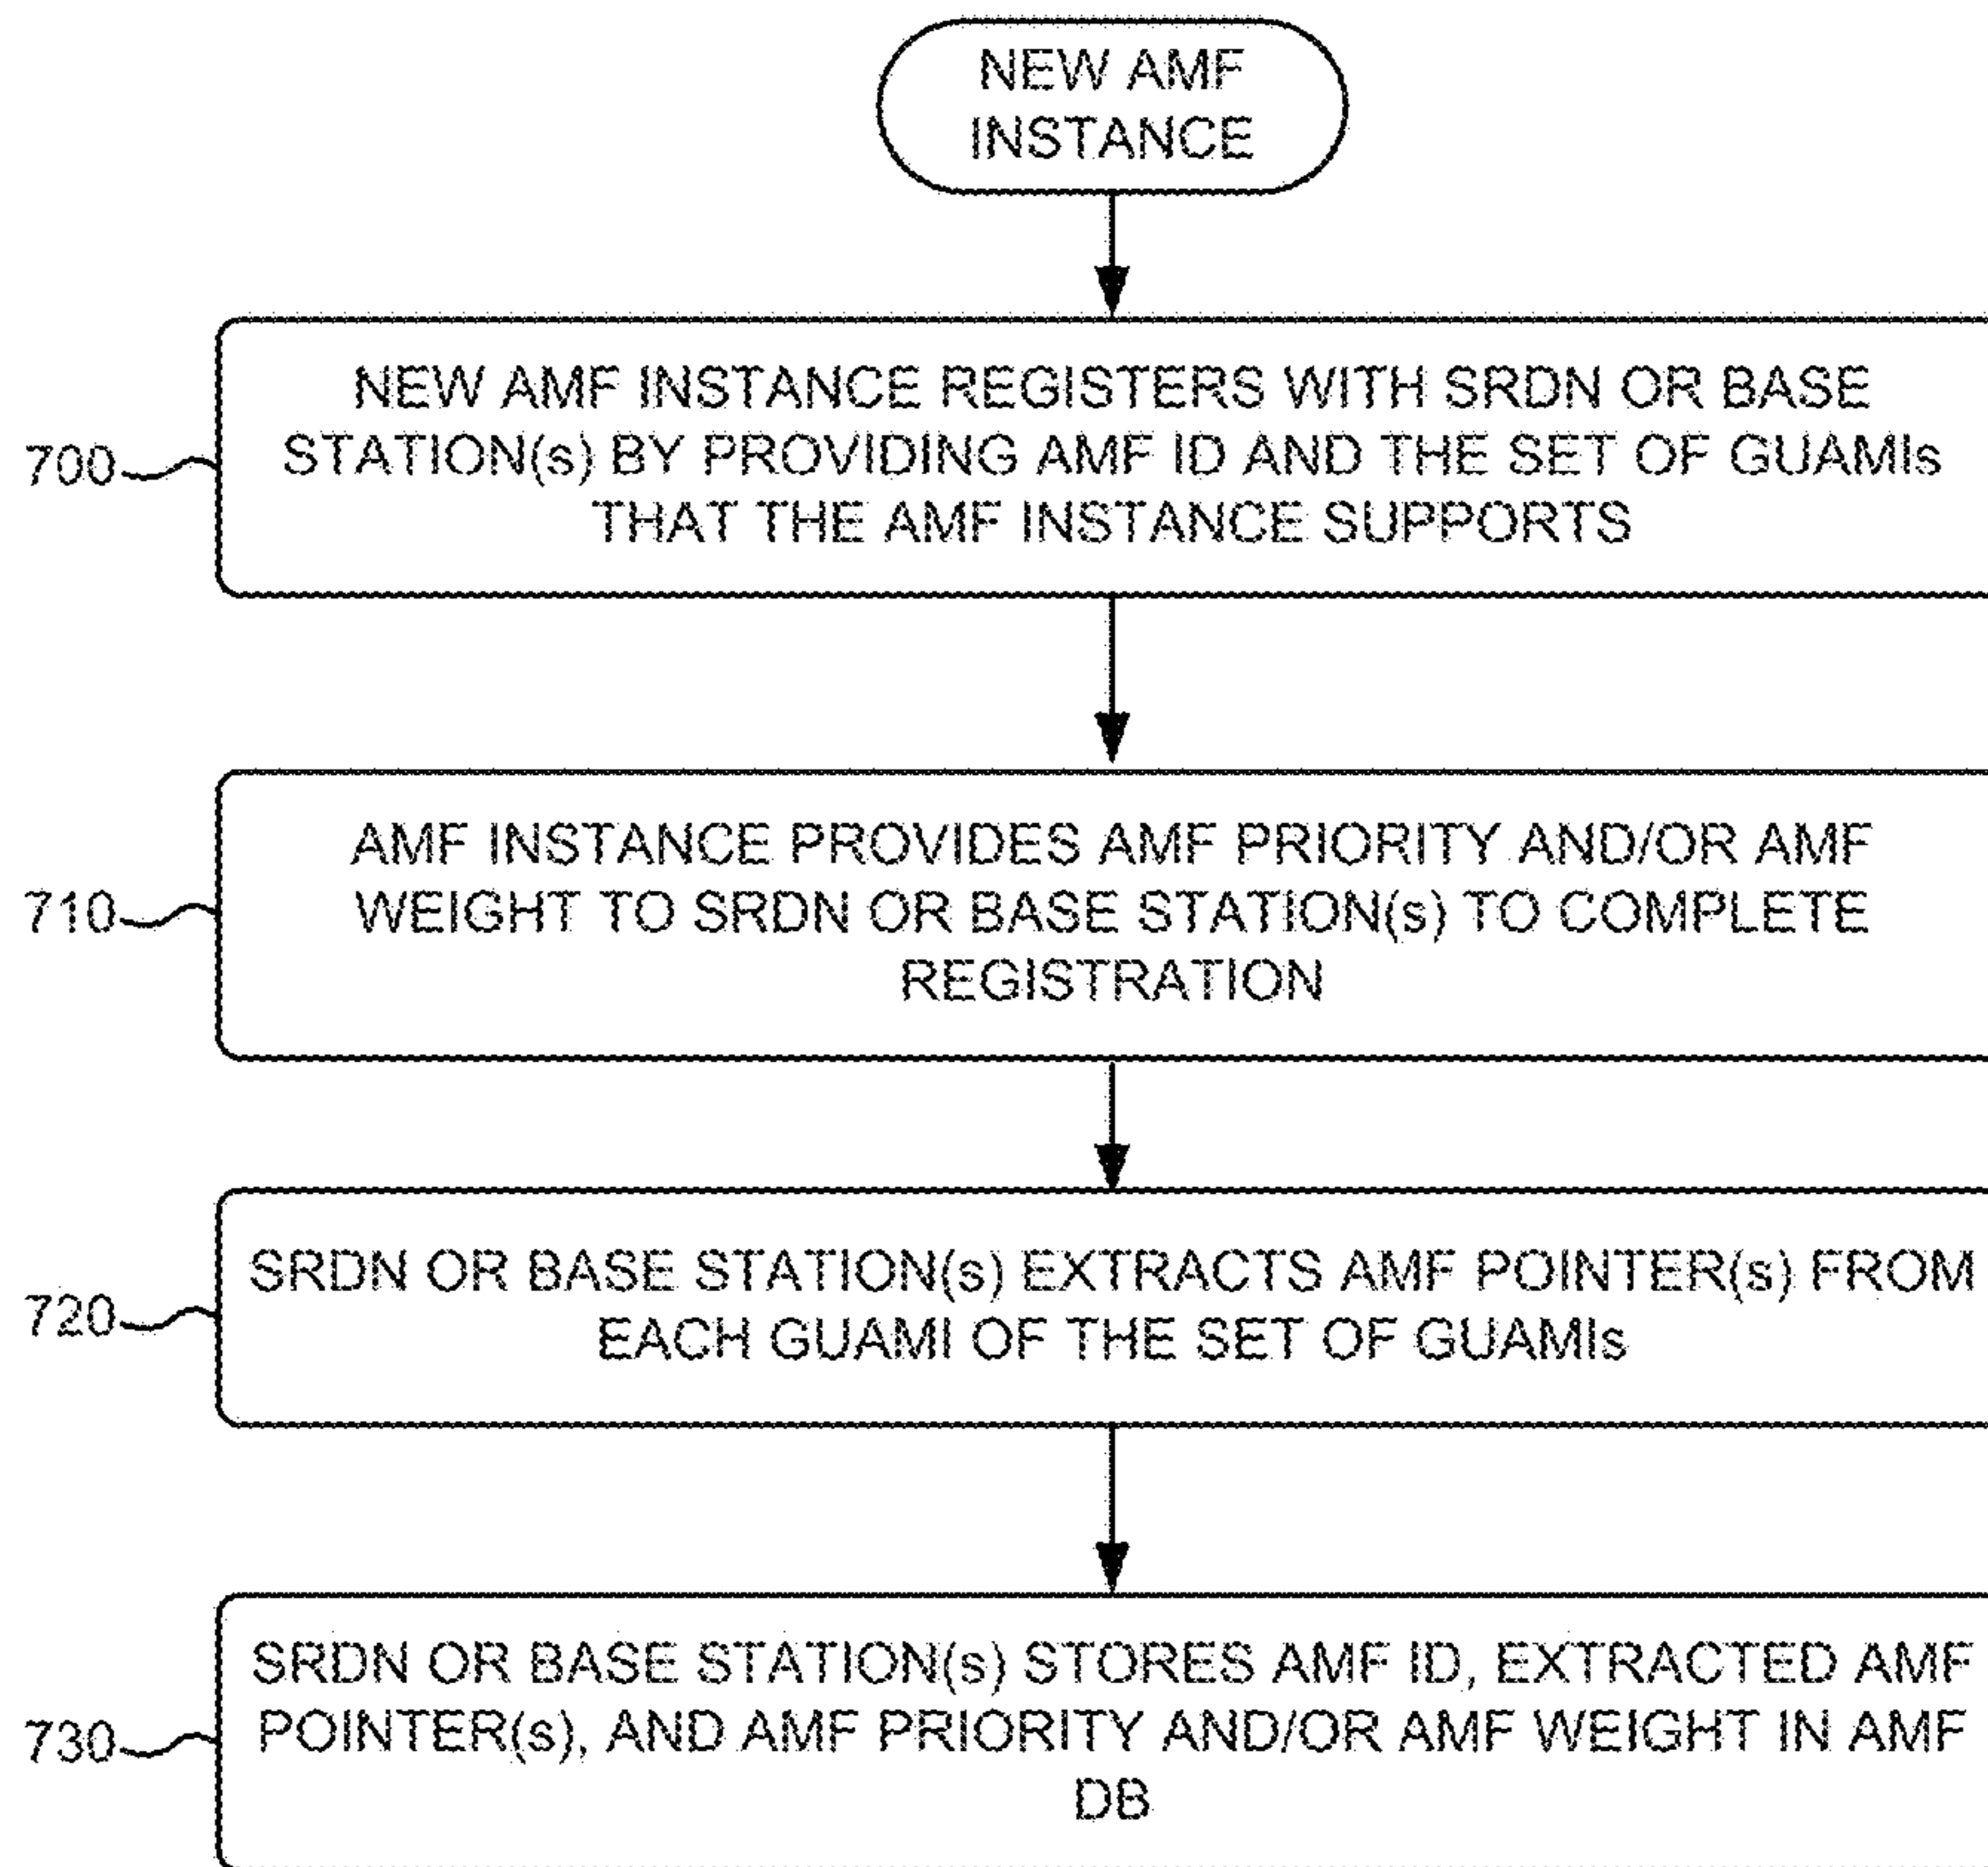 NEW AMF
INSTANCE
NEW AMF INSTANCE REGISTERS WITH SRDN OR BASE
700
STATION(s) BY PROVIDING AMF ID AND THE SET OF GUAMIs
THAT THE AMF INSTANCE SUPPORTS
AMF INSTANCE PROVIDES AMF PRIORITY AND/OR AMF
710
WEIGHT TO SRDN OR BASE STATION(s) TO COMPLETE
REGISTRATION
SRDN OR BASE STATION(s) EXTRACTS AMF POINTER(s) FROM
720
EACH GUAMI OF THE SET OF GUAMIs
SRDN OR BASE STATION(s) STORES AMF ID, EXTRACTED AMF
730
POINTER(s), AND AMF PRIORITY AND/OR AMF WEIGHT IN AMF
DB